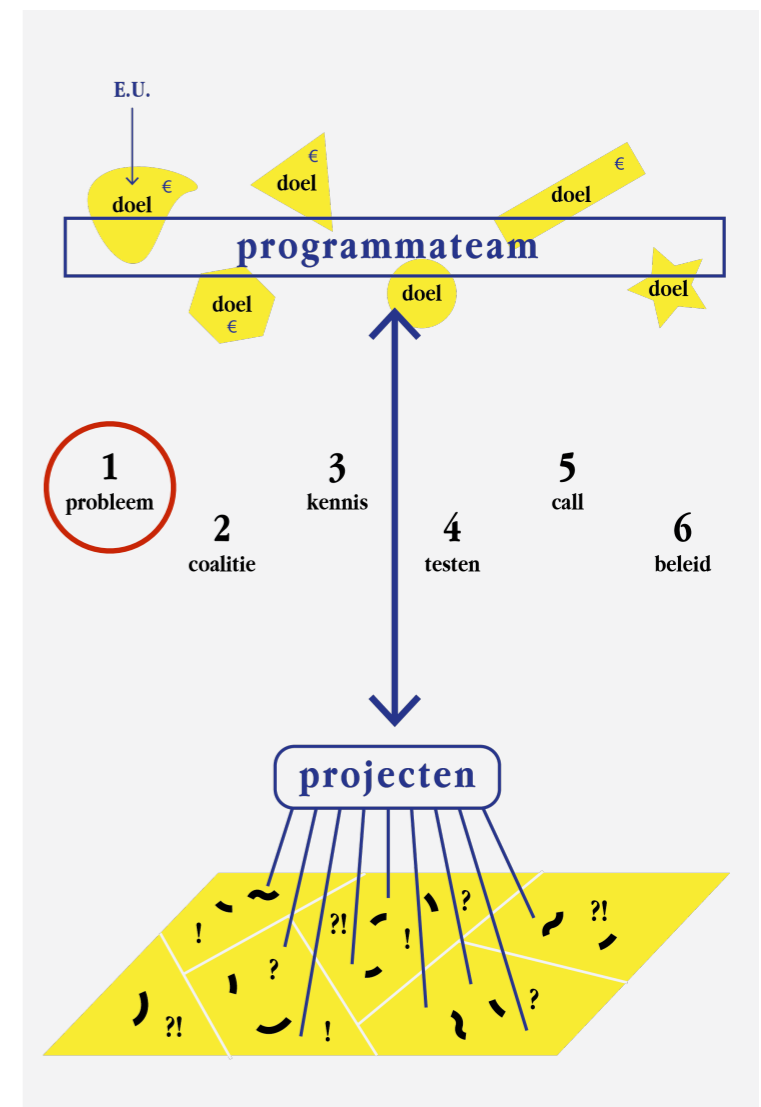 E.U.
€
doel
€
doel
€
doel
programmateam
doel
€
doel
doel
1
probleem
2
coalitie
3
kennis
4
testen
5
call
6
beleid
projecten
!
?!
!
?
?!
?
?!
!
?